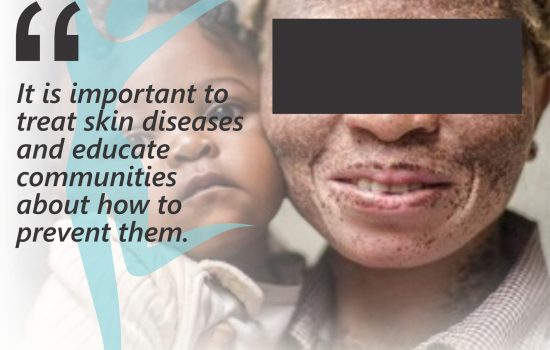 “
It is important to
treat skin diseases
and educate
communities
about how to
prevent them.